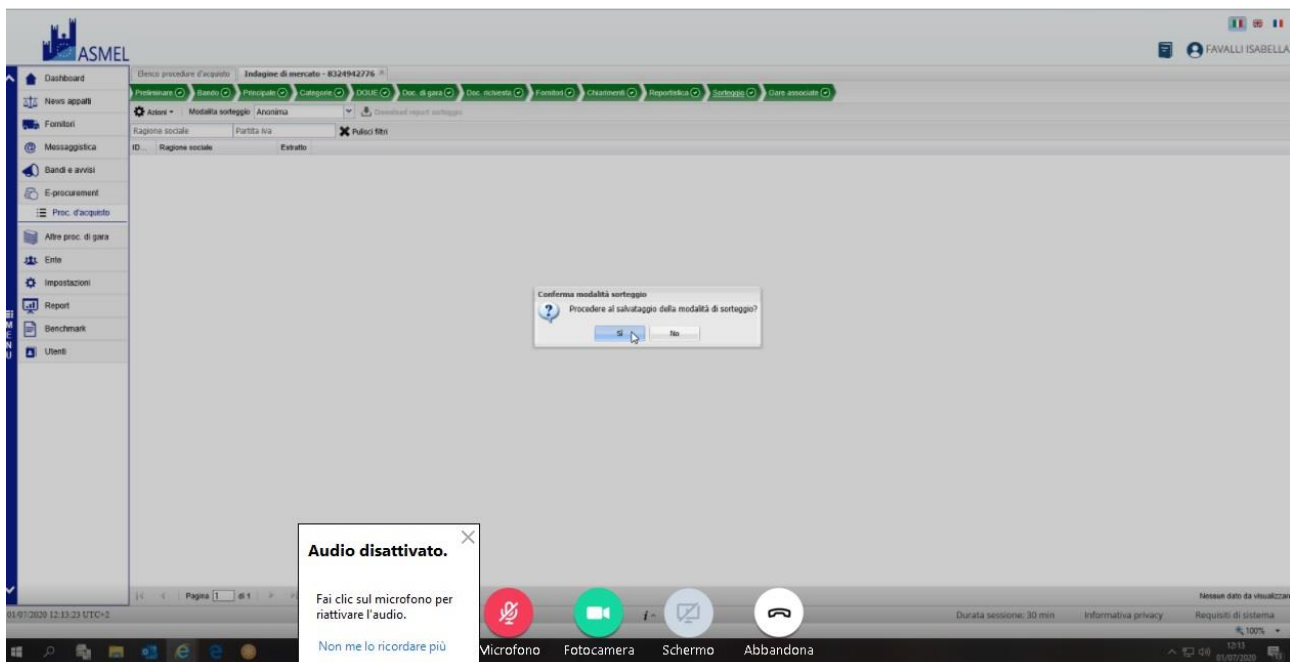 ASMEL
FAVALLI ISABELLA
Dashboard
News appalti
Fornitori
Messaggistica
Bandi e avvisi
E-procurement
Proc. d'acquisto
Altre proc. di gara
Ente
Impostazioni
Report
Benchmark
Utenti
MENU
Elenco procedure d'acquisto
Indagine di mercato - 8324942776
Preliminare
Bando
Principale
Categorie
DGUE
Doc. di gara
Doc. richiesta
Fornitori
Chiarimenti
Reportistica
Sorteggio
Gare associate
Azioni
Modalità sorteggio
Anonima
Download report sorteggio
Ragione sociale
Partita Iva
Pulisci filtri
ID...
Ragione sociale
Estratto
Conferma modalità sorteggio
Procedere al salvataggio della modalità di sorteggio?
Sì
No
Audio disattivato.
Fai clic sul microfono per
riattivare l'audio.
Non me lo ricordare più
Pagina 1 di 1
Nessun dato da visualizzare
01/07/2020 12:13:23 UTC+2
Durata sessione: 30 min
Informativa privacy
Requisiti di sistema
100%
Microfono
Fotocamera
Schermo
Abbandona
12:13
01/07/2020